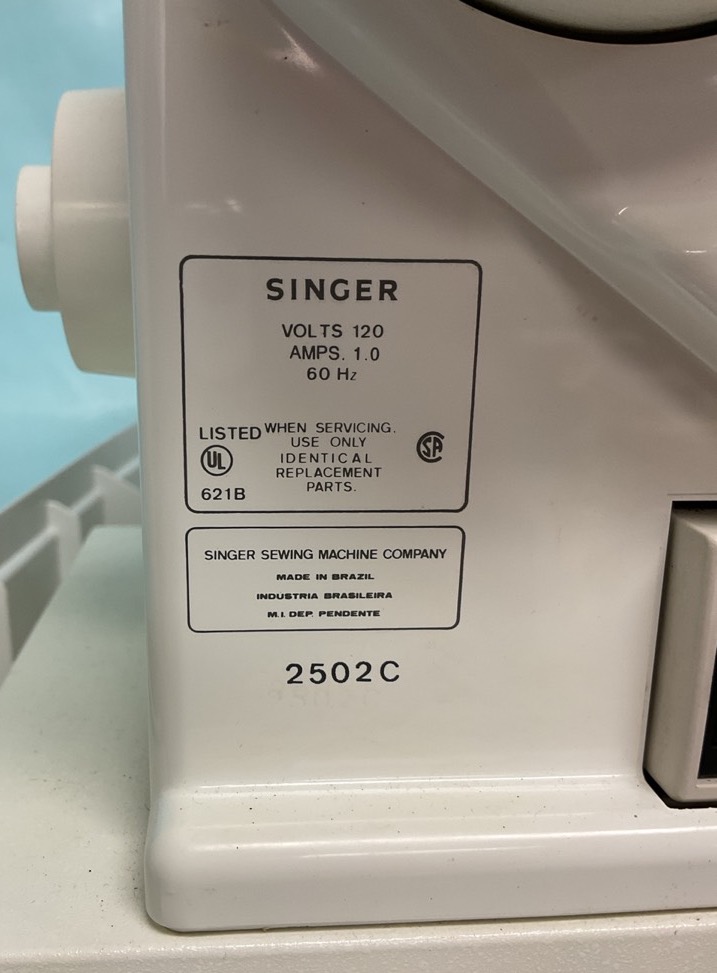 SINGER
VOLTS 120
AMPS. 1.0
60 Hz
LISTED
UL
621B
WHEN SERVICING.
USE ONLY
IDENTICAL
REPLACEMENT
PARTS.
SA
SINGER SEWING MACHINE COMPANY
MADE IN BRAZIL
INDUSTRIA BRASILEIRA
M.I. DEP. PENDENTE
2502C